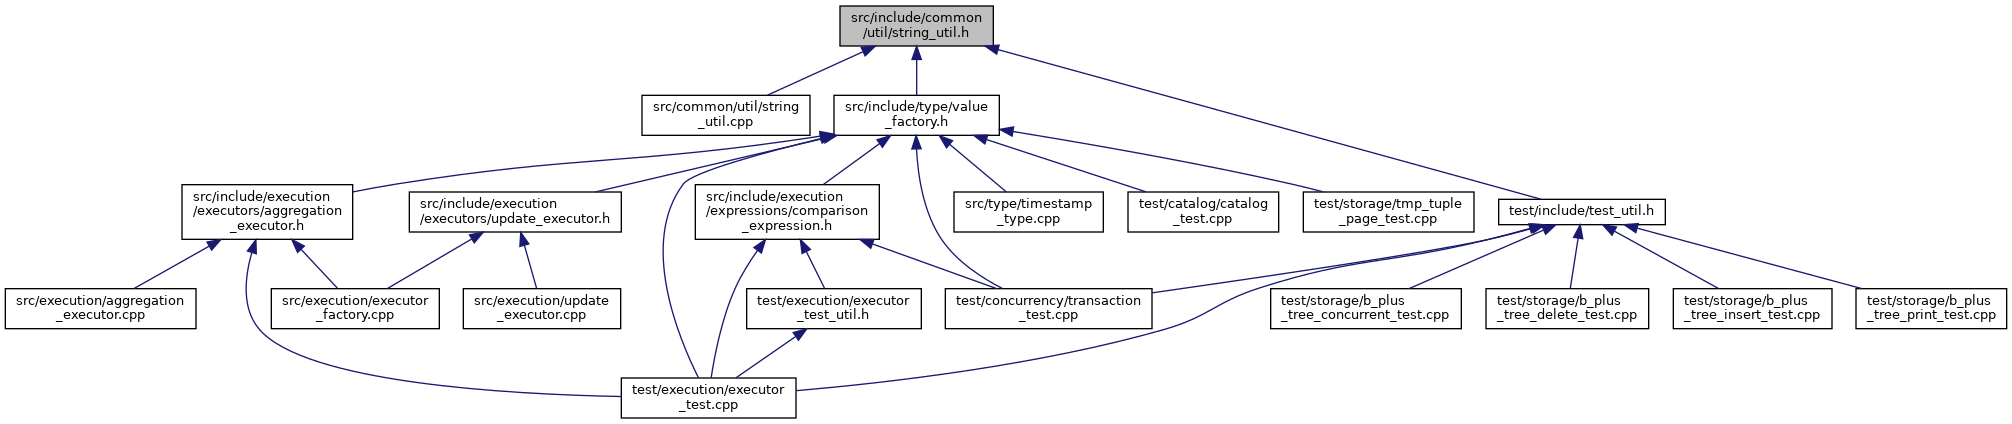 src/include/common
/util/string_util.h
src/common/util/string
_util.cpp
src/include/type/value
_factory.h
src/include/execution
/executors/aggregation
_executor.h
src/include/execution
/executors/update_executor.h
src/include/execution
/expressions/comparison
_expression.h
src/type/timestamp
_type.cpp
test/catalog/catalog
_test.cpp
test/storage/tmp_tuple
_page_test.cpp
test/include/test_util.h
src/execution/aggregation
_executor.cpp
src/execution/executor
_factory.cpp
src/execution/update
_executor.cpp
test/execution/executor
_test_util.h
test/concurrency/transaction
_test.cpp
test/storage/b_plus
_tree_concurrent_test.cpp
test/storage/b_plus
_tree_delete_test.cpp
test/storage/b_plus
_tree_insert_test.cpp
test/storage/b_plus
_tree_print_test.cpp
test/execution/executor
_test.cpp